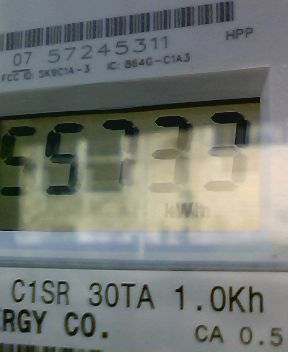 07 57245311 HPP
FCC ID: SK9C1A-3 IC: 864G-C1A3
55733
kWh
C1SR 30TA 1.0Kh
RGY CO. CA 0.5